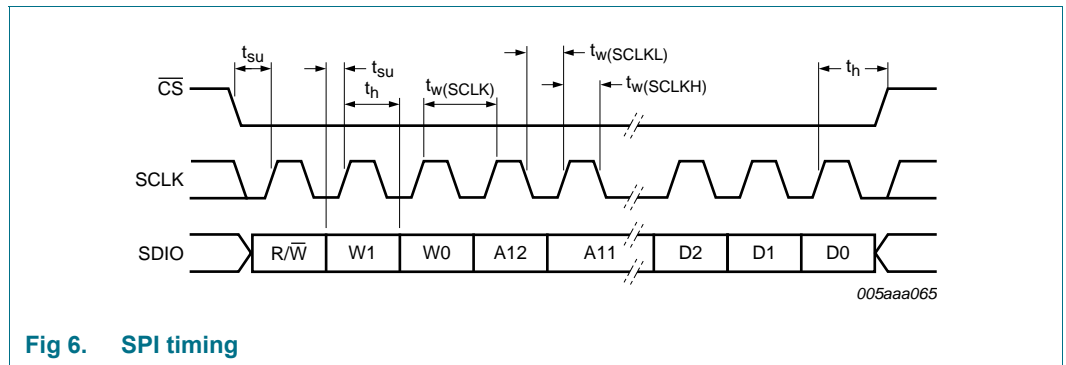 tsu
tsu
th
tw(SCLK)
tw(SCLKL)
tw(SCLKH)
th
C̅S̅
SCLK
SDIO
R/W̅
W1
W0
A12
A11
D2
D1
D0
005aaa065
Fig 6. SPI timing